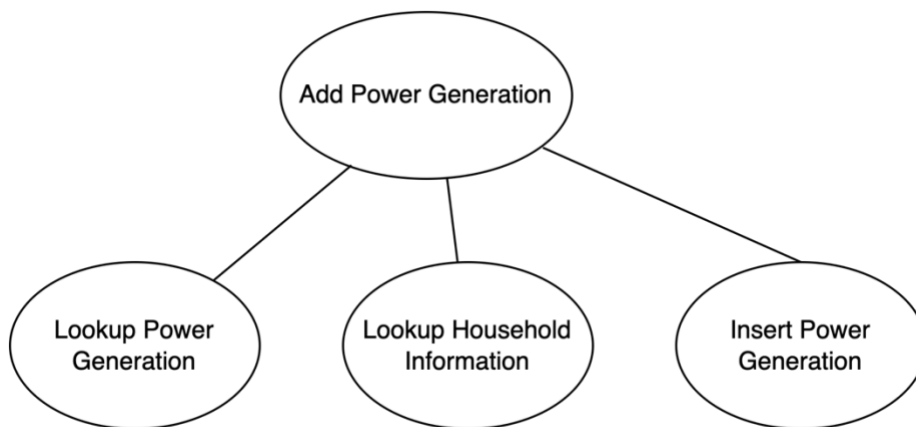 Add Power Generation
Lookup Power
Generation
Lookup Household
Information
Insert Power
Generation